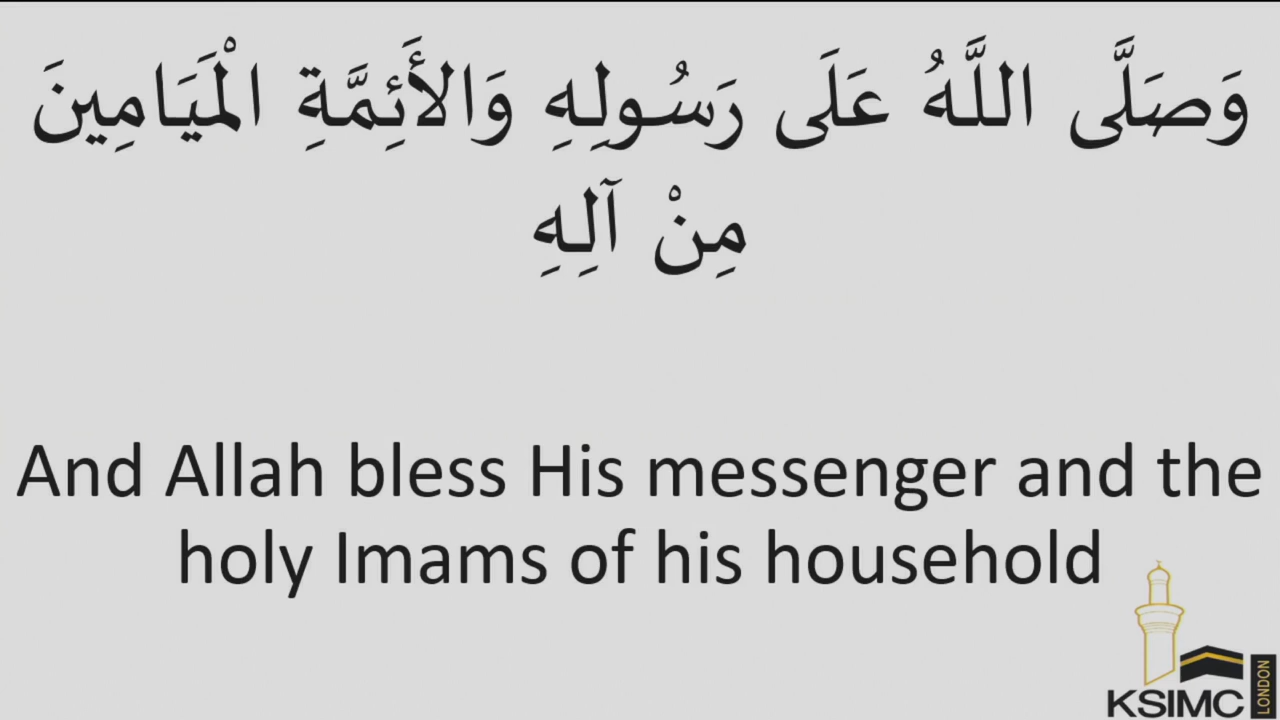 وَصَلَّى اللَّهُ عَلَى رَسُولِهِ وَالأَئِمَّةِ الْمَيَامِينَ
مِنْ آلِهِ
And Allah bless His messenger and the
holy Imams of his household
KSIMC LONDON